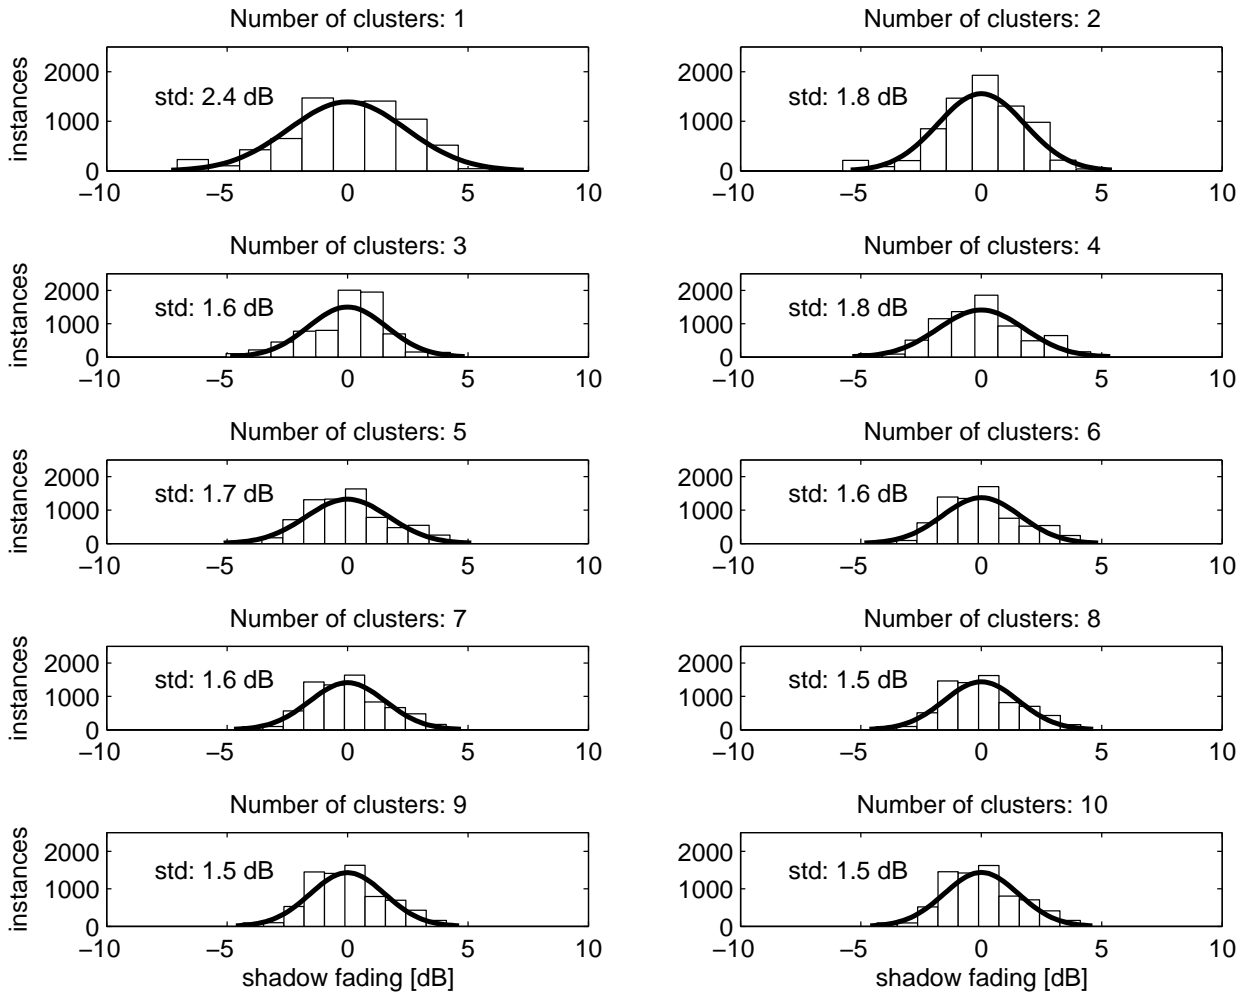 Number of clusters: 1
instances
2000
1000
0
std: 2.4 dB
−10 −5 0 5 10
Number of clusters: 2
2000
1000
0
std: 1.8 dB
−10 −5 0 5 10
Number of clusters: 3
instances
2000
1000
0
std: 1.6 dB
−10 −5 0 5 10
Number of clusters: 4
2000
1000
0
std: 1.8 dB
−10 −5 0 5 10
Number of clusters: 5
instances
2000
1000
0
std: 1.7 dB
−10 −5 0 5 10
Number of clusters: 6
2000
1000
0
std: 1.6 dB
−10 −5 0 5 10
Number of clusters: 7
instances
2000
1000
0
std: 1.6 dB
−10 −5 0 5 10
Number of clusters: 8
2000
1000
0
std: 1.5 dB
−10 −5 0 5 10
Number of clusters: 9
instances
2000
1000
0
std: 1.5 dB
−10 −5 0 5 10
shadow fading [dB]
Number of clusters: 10
2000
1000
0
std: 1.5 dB
−10 −5 0 5 10
shadow fading [dB]